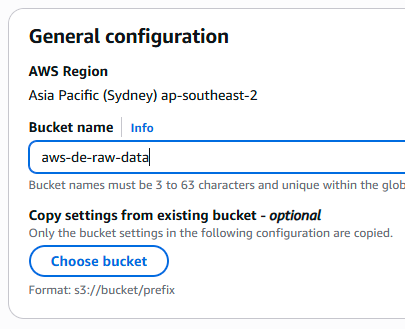 General configuration
AWS Region
Asia Pacific (Sydney) ap-southeast-2
Bucket name Info
aws-de-raw-data
Bucket names must be 3 to 63 characters and unique within the glob
Copy settings from existing bucket - optional
Only the bucket settings in the following configuration are copied.
Choose bucket
Format: s3://bucket/prefix